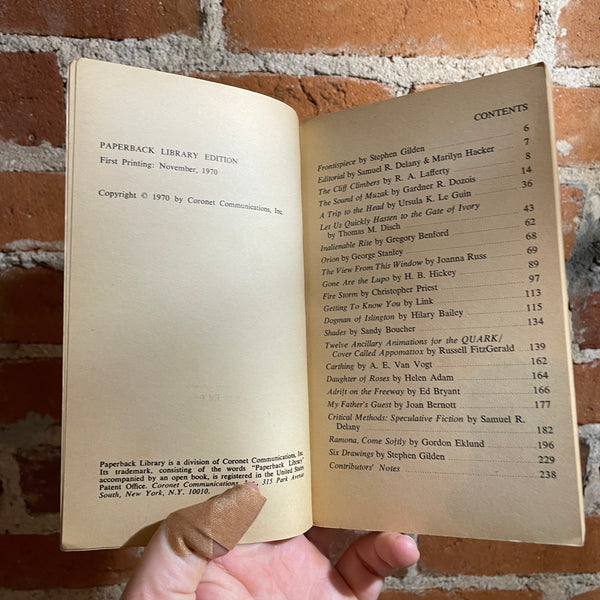 PAPERBACK LIBRARY EDITION
First Printing: November, 1970
Copyright © 1970 by Coronet Communications, Inc.
Paperback Library is a division of Coronet Communications, Inc.
Its trademark, consisting of the words "Paperback Library"
accompanied by an open book, is registered in the United States
Patent Office. Coronet Communications, Inc., 315 Park Avenue
South, New York, N.Y. 10010.
CONTENTS
Frontispiece by Stephen Gilden 6
Editorial by Samuel R. Delany & Marilyn Hacker 7
The Cliff Climbers by R. A. Lafferty 8
The Sound of Muzak by Gardner R. Dozois 14
A Trip to the Head by Ursula K. Le Guin 36
Let Us Quickly Hasten to the Gate of Ivory
by Thomas M. Disch 43
Inalienable Rite by Gregory Benford 62
Orion by George Stanley 68
The View From This Window by Joanna Russ 69
Gone Are the Lupo by H. B. Hickey 89
Fire Storm by Christopher Priest 97
Getting To Know You by Link 113
Dogman of Islington by Hilary Bailey 115
Shades by Sandy Boucher 134
Twelve Ancillary Animations for the QUARK/
Cover Called Appomattox by Russell FitzGerald 139
Carthing by A. E. Van Vogt 162
Daughter of Roses by Helen Adam 164
Adrift on the Freeway by Ed Bryant 166
My Father's Guest by Joan Bernott 177
Critical Methods: Speculative Fiction by Samuel R.
Delany 182
Ramona, Come Softly by Gordon Eklund 196
Six Drawings by Stephen Gilden 229
Contributors' Notes 238